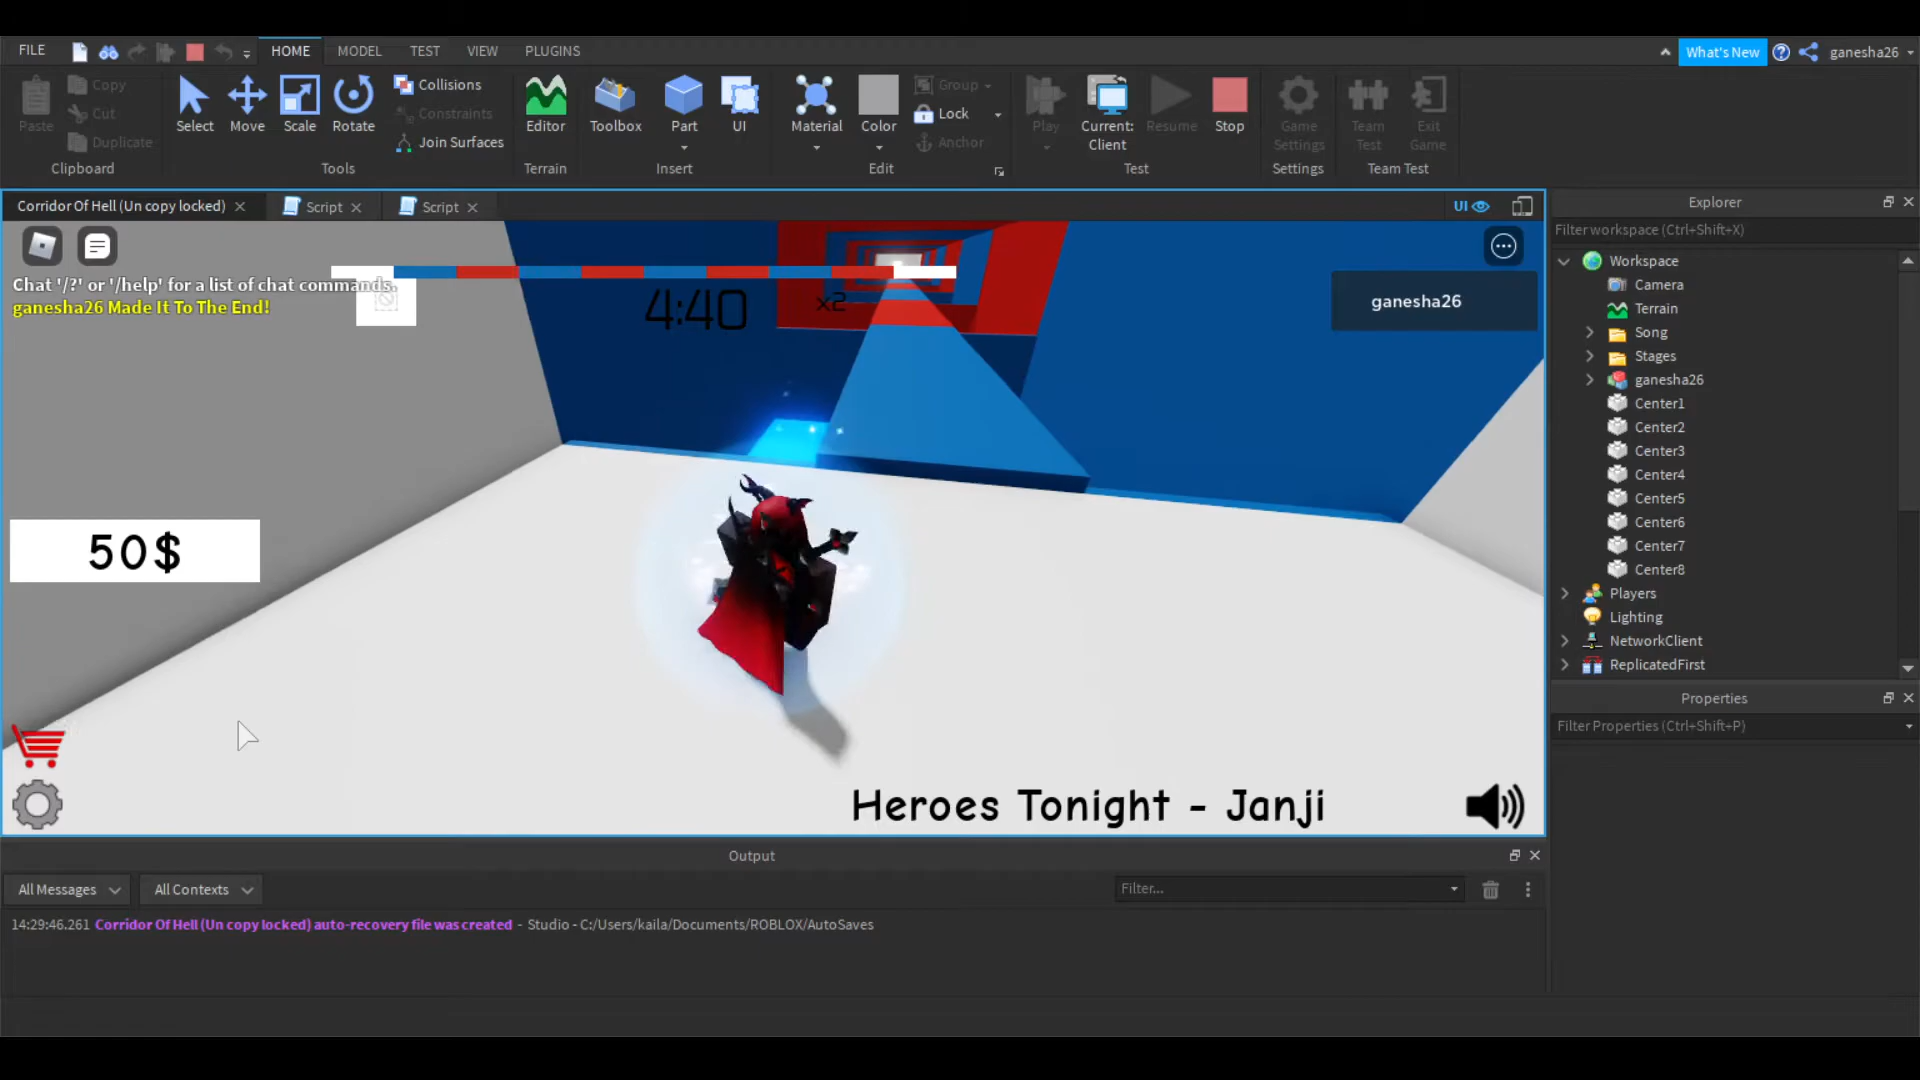 FILE
HOME
MODEL
TEST
VIEW
PLUGINS
What's New
ganesha26
Paste
Copy
Cut
Duplicate
Clipboard
Select
Move
Scale
Rotate
Collisions
Constraints
Join Surfaces
Tools
Editor
Terrain
Toolbox
Part
UI
Insert
Material
Color
Group
Lock
Anchor
Edit
Play
Current:
Client
Resume
Stop
Test
Game
Settings
Settings
Team
Test
Exit
Game
Team Test
Corridor Of Hell (Un copy locked)
Script
Script
UI
Chat '/?' or '/help' for a list of chat commands.
ganesha26 Made It To The End!
4:40
x2
ganesha26
50$
Heroes Tonight - Janji
Explorer
Filter workspace (Ctrl+Shift+X)
Workspace
Camera
Terrain
Song
Stages
ganesha26
Center1
Center2
Center3
Center4
Center5
Center6
Center7
Center8
Players
Lighting
NetworkClient
ReplicatedFirst
Properties
Filter Properties (Ctrl+Shift+P)
Output
All Messages
All Contexts
Filter...
14:29:46.261 Corridor Of Hell (Un copy locked) auto-recovery file was created - Studio - C:/Users/kaila/Documents/ROBLOX/AutoSaves